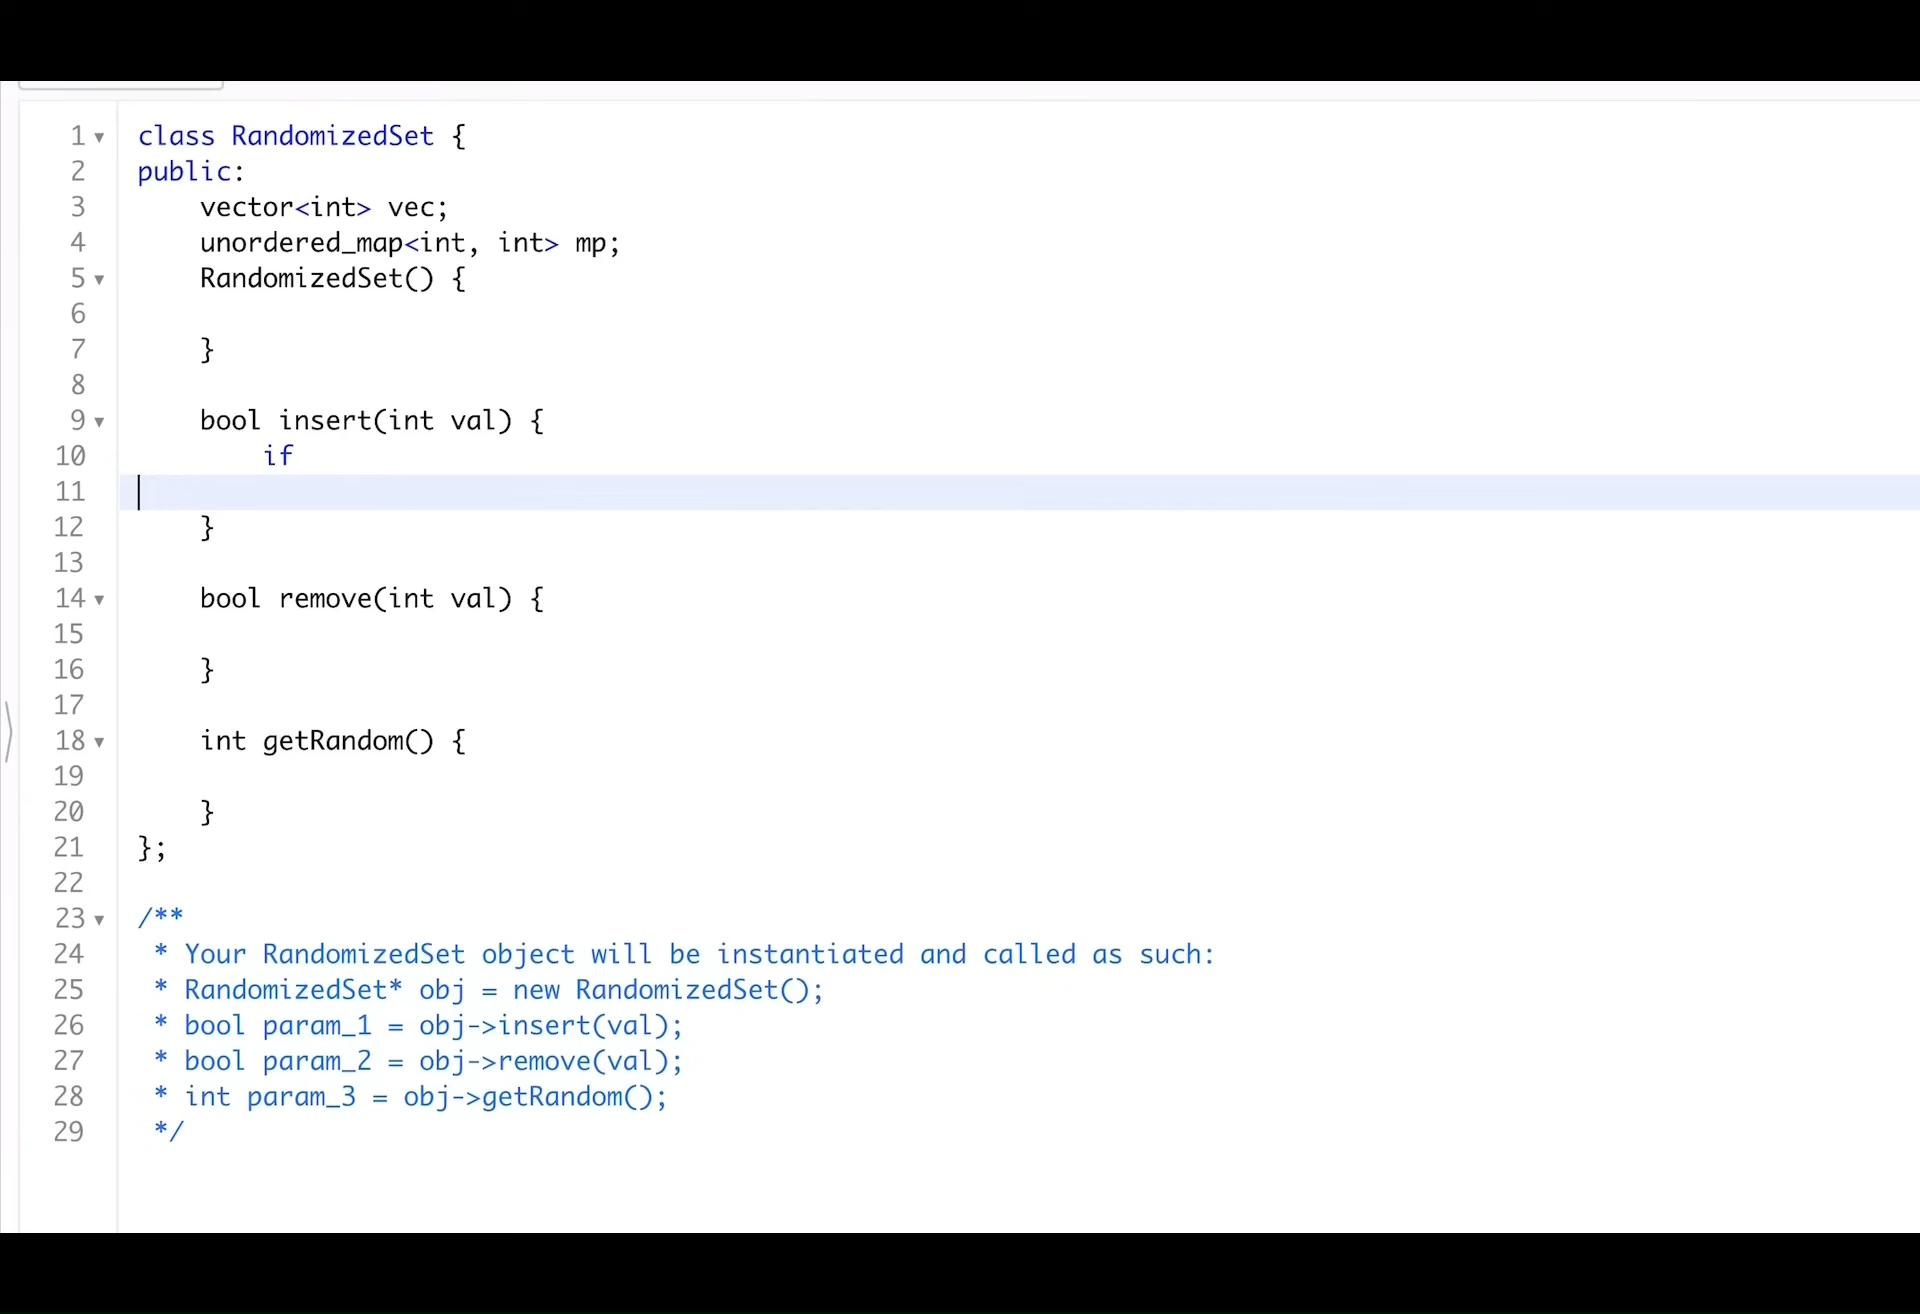 1 class RandomizedSet {
2 public:
3 vector<int> vec;
4 unordered_map<int, int> mp;
5 RandomizedSet() {
6
7 }
8
9 bool insert(int val) {
10 if
11
12 }
13
14 bool remove(int val) {
15
16 }
17
18 int getRandom() {
19
20 }
21 };
22
23 /**
24 * Your RandomizedSet object will be instantiated and called as such:
25 * RandomizedSet* obj = new RandomizedSet();
26 * bool param_1 = obj->insert(val);
27 * bool param_2 = obj->remove(val);
28 * int param_3 = obj->getRandom();
29 */